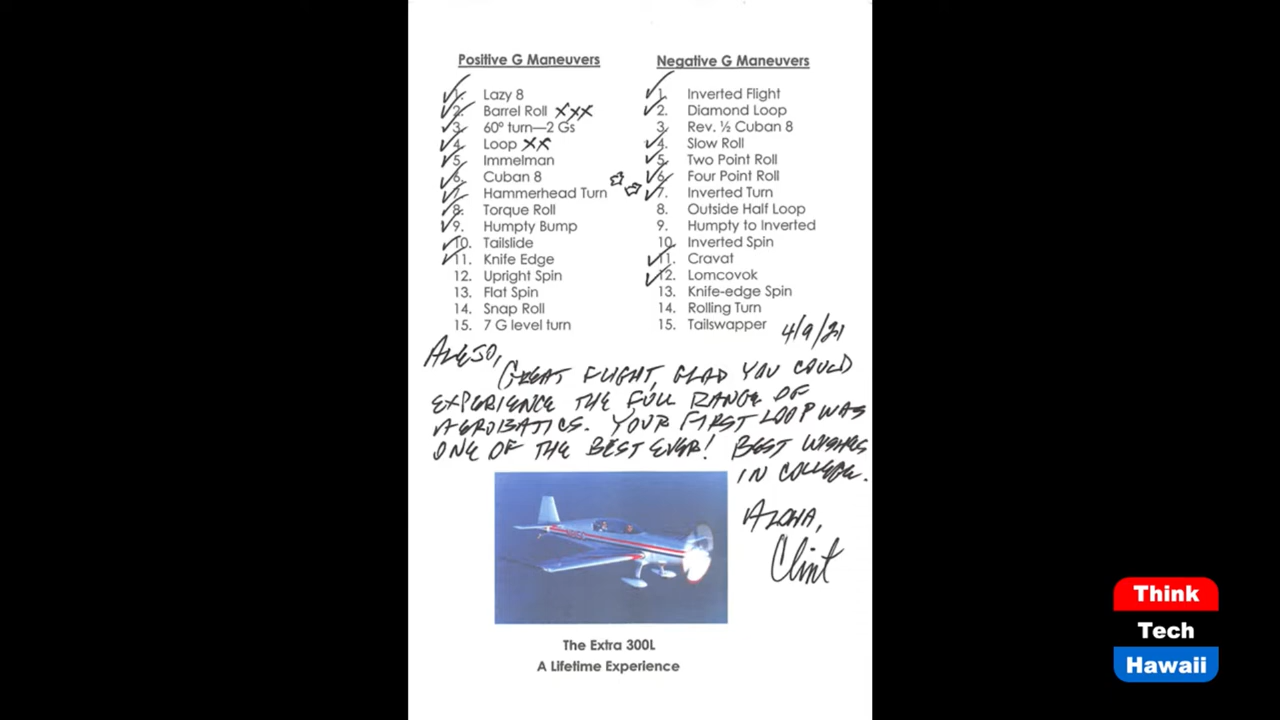 Positive G Maneuvers
1. Lazy 8
2. Barrel Roll XXX
3. 60° turn—2 Gs
4. Loop XX
5. Immelman
6. Cuban 8
7. Hammerhead Turn
8. Torque Roll
9. Humpty Bump
10. Tailslide
11. Knife Edge
12. Upright Spin
13. Flat Spin
14. Snap Roll
15. 7 G level turn
Negative G Maneuvers
1. Inverted Flight
2. Diamond Loop
3. Rev. ½ Cuban 8
4. Slow Roll
5. Two Point Roll
6. Four Point Roll
7. Inverted Turn
8. Outside Half Loop
9. Humpty to Inverted
10. Inverted Spin
11. Cravat
12. Lomcovok
13. Knife-edge Spin
14. Rolling Turn
15. Tailswapper
4/9/21
GREAT FLIGHT, GLAD YOU COULD
EXPERIENCE THE FULL RANGE OF
AEROBATICS. YOUR FIRST LOOP WAS
ONE OF THE BEST EVER! BEST WISHES
IN COLLEGE.
ALOHA,
Clint
The Extra 300L
A Lifetime Experience
Think
Tech
Hawaii